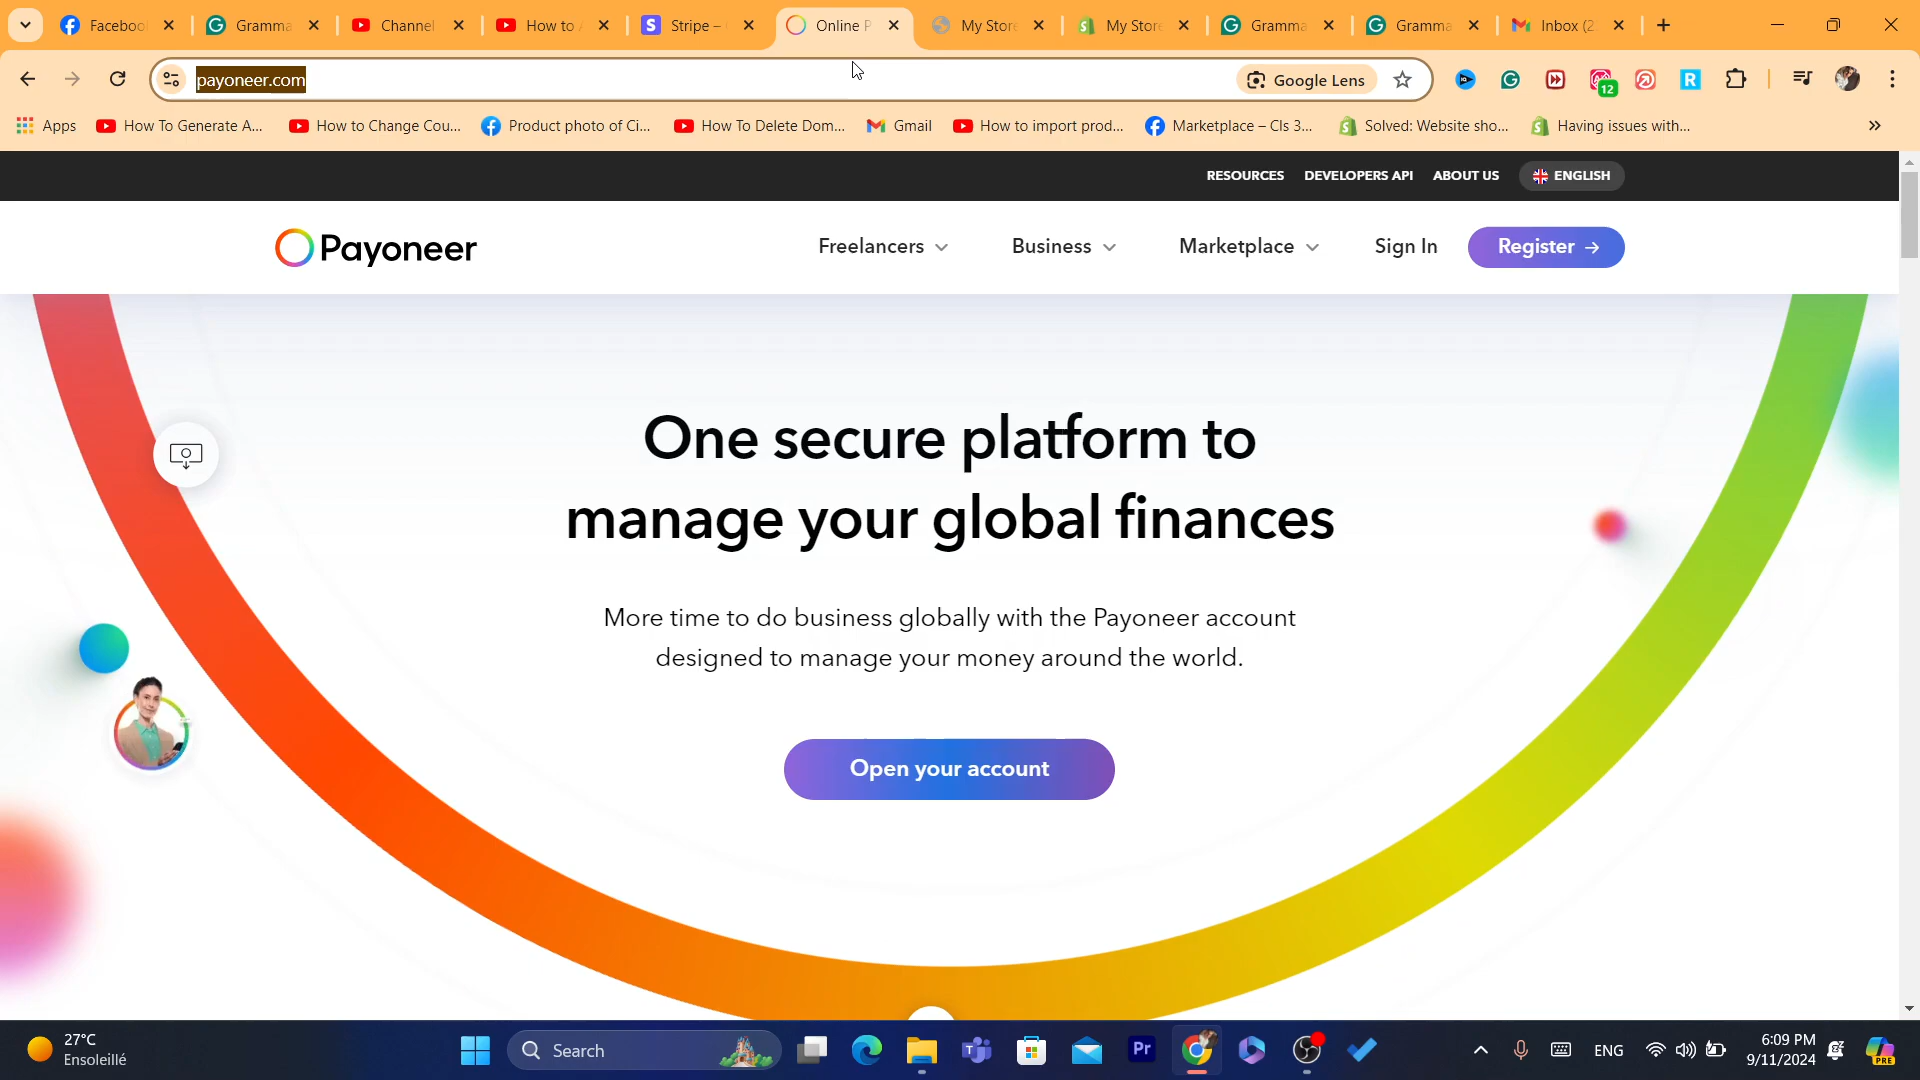 Faceboo
Gramma
Channel
How to
Stripe –
Online P
My Store
My Store
Gramma
Gramma
Inbox (2
payoneer.com
Google Lens
12
Apps
How To Generate A...
How to Change Cou...
Product photo of Ci...
How To Delete Dom...
Gmail
How to import prod...
Marketplace – Cls 3...
Solved: Website sho...
Having issues with...
RESOURCES
DEVELOPERS API
ABOUT US
ENGLISH
Payoneer
Freelancers
Business
Marketplace
Sign In
Register →
One secure platform to
manage your global finances
More time to do business globally with the Payoneer account
designed to manage your money around the world.
Open your account
27°C
Ensoleillé
Search
Pr
ENG
6:09 PM
9/11/2024
PRE